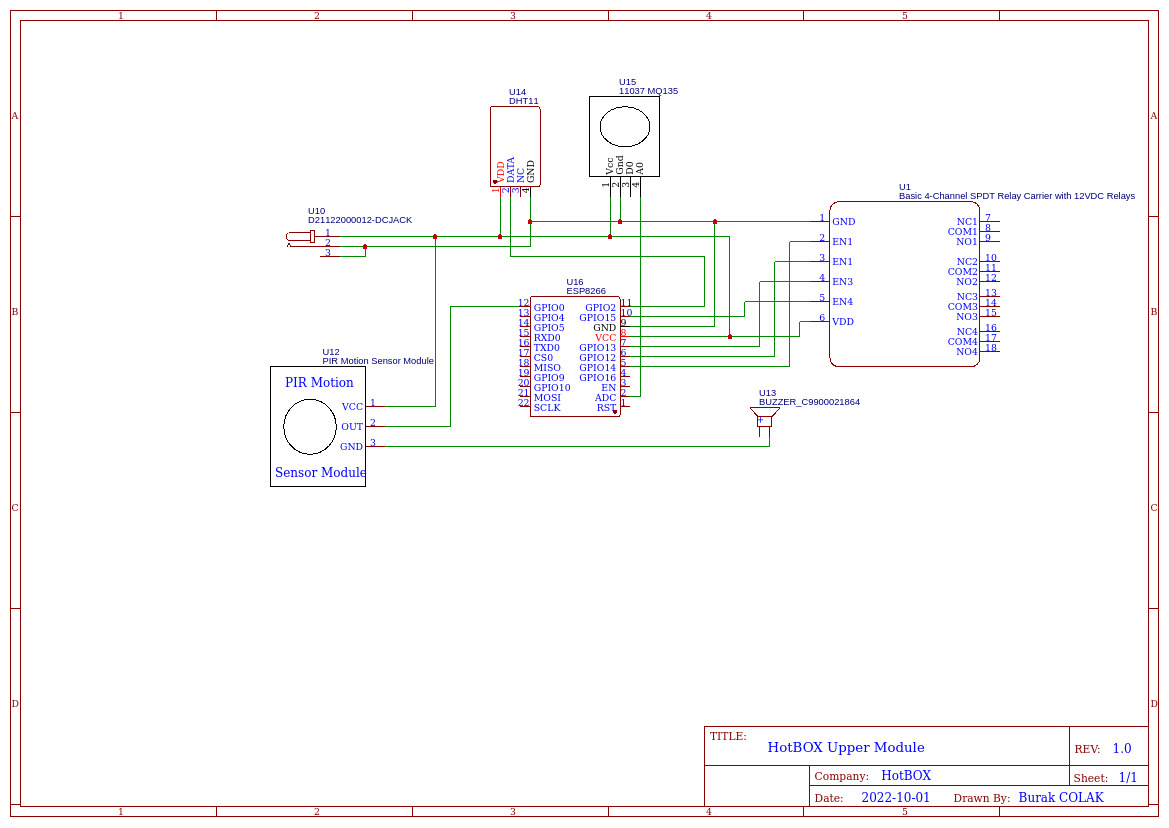 1 2 3 4 5
A A
U15
11037 MQ135
U14
DHT11
VDD
DATA
NC
GND
1 2 3 4
Vcc
Gnd
D0
A0
1 2 3 4
U1
Basic 4-Channel SPDT Relay Carrier with 12VDC Relays
1 GND NC1 7
COM1 8
2 EN1 NO1 9
3 EN1 NC2 10
COM2 11
4 EN3 NO2 12
NC3 13
5 EN4 COM3 14
NO3 15
6 VDD NC4 16
COM4 17
NO4 18
U10
D21122000012-DCJACK
1
2
3
B B
U16
ESP8266
12 GPIO0 GPIO2 11
13 GPIO4 GPIO15 10
14 GPIO5 GND 9
15 RXD0 VCC 8
16 TXD0 GPIO13 7
17 CS0 GPIO12 6
18 MISO GPIO14 5
19 GPIO9 GPIO16 4
20 GPIO10 EN 3
21 MOSI ADC 2
22 SCLK RST 1
U12
PIR Motion Sensor Module
PIR Motion
VCC 1
OUT 2
GND 3
Sensor Module
U13
BUZZER_C9900021864
+
C C
D D
TITLE:
HotBOX Upper Module
REV: 1.0
Company: HotBOX
Sheet: 1/1
Date: 2022-10-01 Drawn By: Burak COLAK
1 2 3 4 5